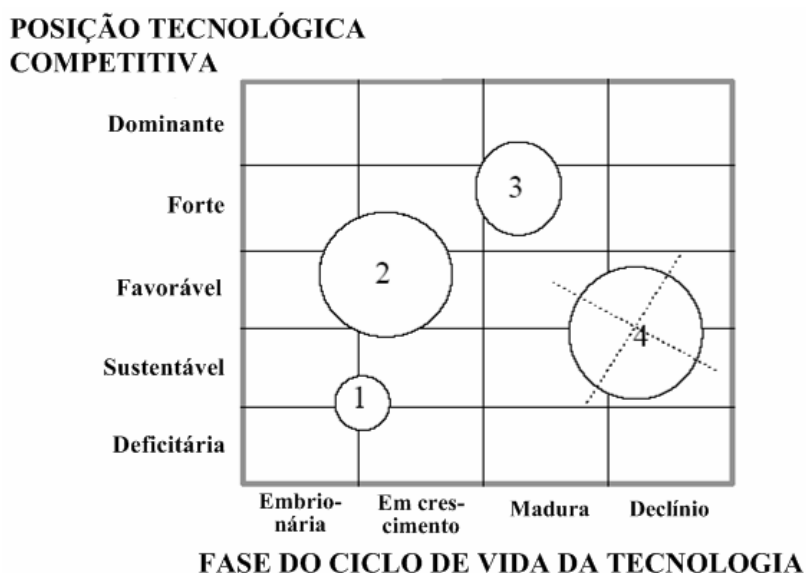 POSIÇÃO TECNOLÓGICA
COMPETITIVA
Dominante
Forte
Favorável
Sustentável
Deficitária
3
2
4
1
Embrio-
nária
Em cres-
cimento
Madura
Declínio
FASE DO CICLO DE VIDA DA TECNOLOGIA